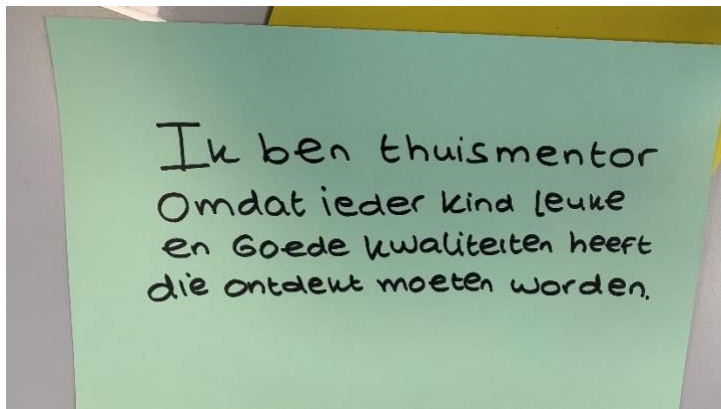 Ik ben thuismentor
Omdat ieder kind leuke
en Goede kwaliteiten heeft
die ontdekt moeten worden.